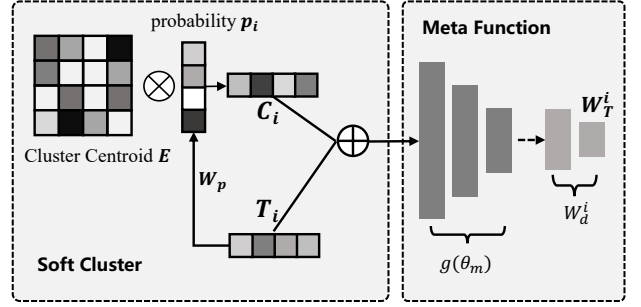 probability p_i
Meta Function
C_i
W_T^i
Cluster Centroid E
W_p
T_i
W_d^i
g(θ_m)
Soft Cluster